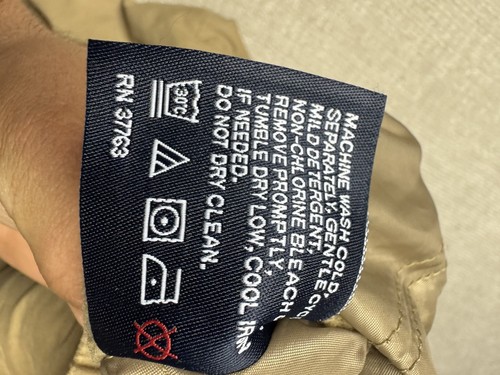 MACHINE WASH COLD,
SEPARATELY, GENTLE
MILD DETERGENT,
NON-CHLORINE BLEACH
REMOVE PROMPTLY,
TUMBLE DRY LOW, COOL IRN
IF NEEDED.
DO NOT DRY CLEAN.
30°C
RN 37763